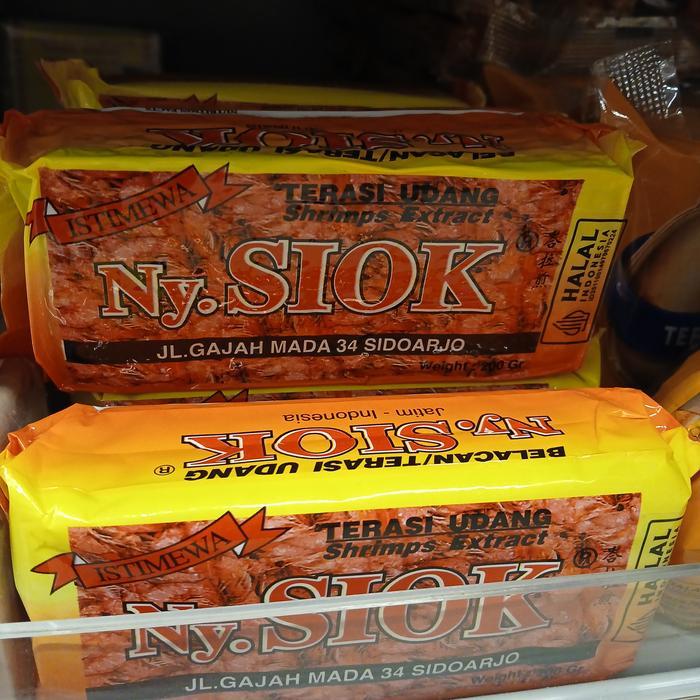 Ny. SIOK
BELACAN/TERASI UDANG
ISTIMEWA
TERASI UDANG
Shrimps Extract
Ny. SIOK
HALAL
INDONESIA
JL.GAJAH MADA 34 SIDOARJO
Weight : 200 Gr
Jatim - Indonesia
Ny. SIOK
BELACAN/TERASI UDANG ®
ISTIMEWA
TERASI UDANG
Shrimps Extract
Ny. SIOK
HALAL
JL.GAJAH MADA 34 SIDOARJO